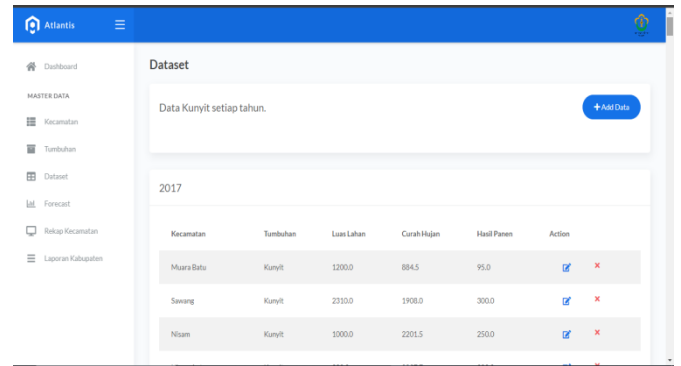 Atlantis
Dashboard
MASTER DATA
Kecamatan
Tumbuhan
Dataset
Forecast
Rekap Kecamatan
Laporan Kabupaten
Dataset
Data Kunyit setiap tahun.
+ Add Data
2017
Kecamatan Tumbuhan Luas Lahan Curah Hujan Hasil Panen Action
Muara Batu Kunyit 1200.0 884.5 95.0
Sawang Kunyit 2310.0 1908.0 300.0
Nisam Kunyit 1000.0 2201.5 250.0